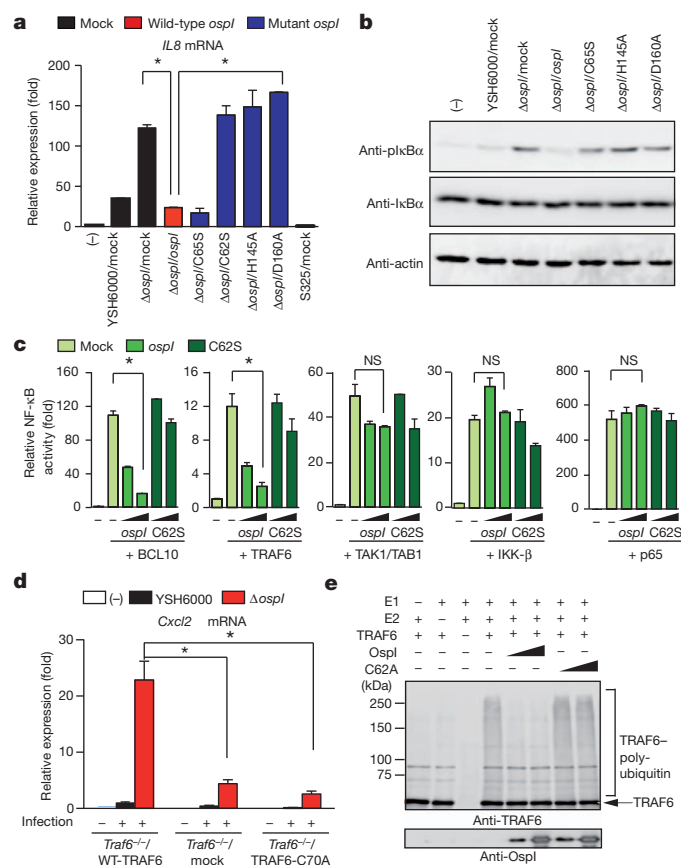 a
Mock Wild-type ospI Mutant ospI
IL8 mRNA
* *
Relative expression (fold)
200
150
100
50
0
(–)
YSH6000/mock
ΔospI/mock
ΔospI/ospI
ΔospI/C65S
ΔospI/C62S
ΔospI/H145A
ΔospI/D160A
S325/mock
b
(–)
YSH6000/mock
ΔospI/mock
ΔospI/ospI
ΔospI/C65S
ΔospI/H145A
ΔospI/D160A
Anti-pIκBα
Anti-IκBα
Anti-actin
c
Mock ospI C62S
Relative NF-κB
activity (fold)
120
80
40
0
*
– – ospI C62S
+ BCL10
16
12
8
4
0
*
– – ospI C62S
+ TRAF6
60
40
20
0
NS
– – ospI C62S
+ TAK1/TAB1
40
30
20
10
0
NS
– – ospI C62S
+ IKK-β
800
600
400
200
0
NS
– – ospI C62S
+ p65
d
(–) YSH6000 ΔospI
Cxcl2 mRNA
*
*
Relative expression (fold)
30
20
10
0
Infection – + + – + + – + +
Traf6–/–/ Traf6–/–/ Traf6–/–/
WT-TRAF6 mock TRAF6-C70A
e
E1 – + + + + + + +
E2 + – + + + + + +
TRAF6 + + – + + + + +
OspI – – – – – –
C62A – – – – – –
(kDa)
250
150
100
75
TRAF6–
poly-
ubiquitin
TRAF6
Anti-TRAF6
Anti-OspI